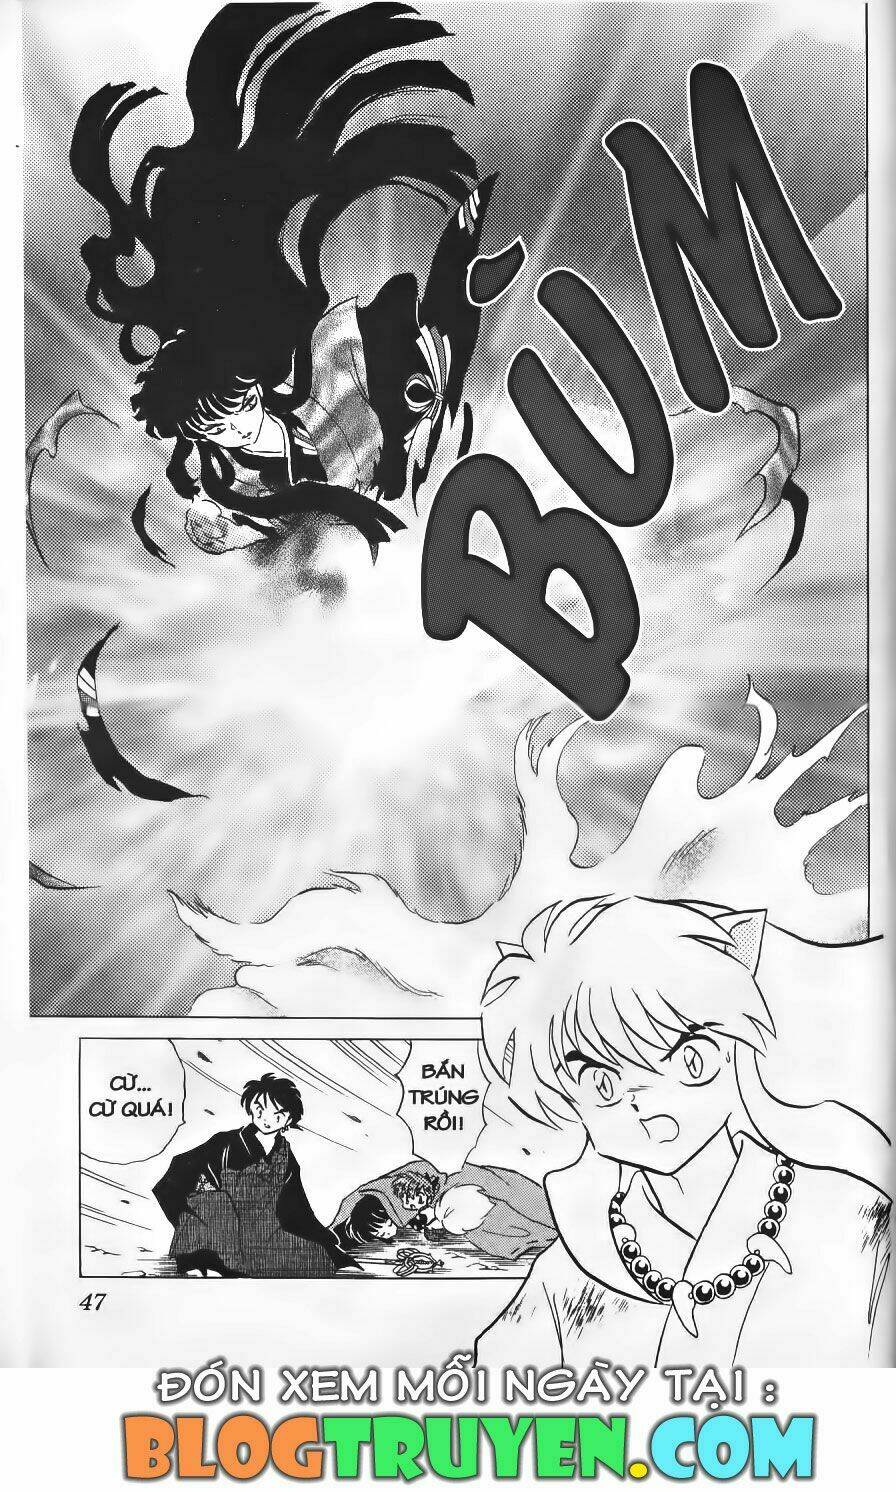 BÙM
BẮN
TRÚNG
RỒI!!
CỪ...
CỪ QUÁ!
47
ĐÓN XEM MỖI NGÀY TẠI :
BLOGTRUYEN.COM